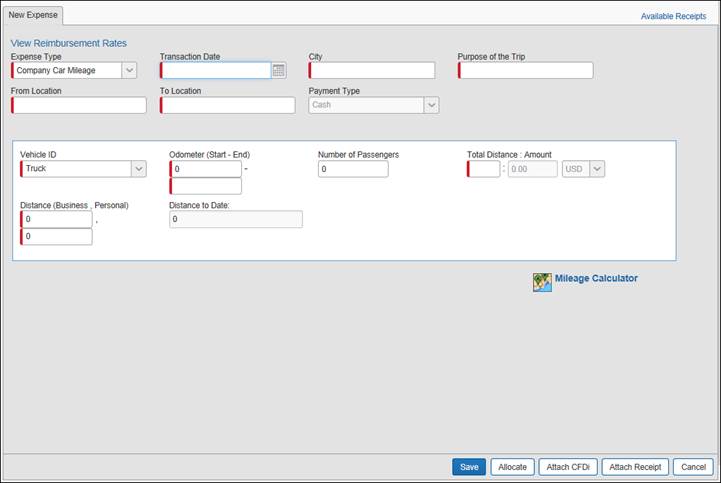 New Expense
Available Receipts
View Reimbursement Rates
Expense Type Transaction Date City Purpose of the Trip
Company Car Mileage
From Location To Location Payment Type
Cash
Vehicle ID Odometer (Start - End) Number of Passengers Total Distance : Amount
Truck 0 - 0 : 0.00 USD
Distance (Business , Personal) Distance to Date:
0 , 0
0
Mileage Calculator
Save Allocate Attach CFDi Attach Receipt Cancel